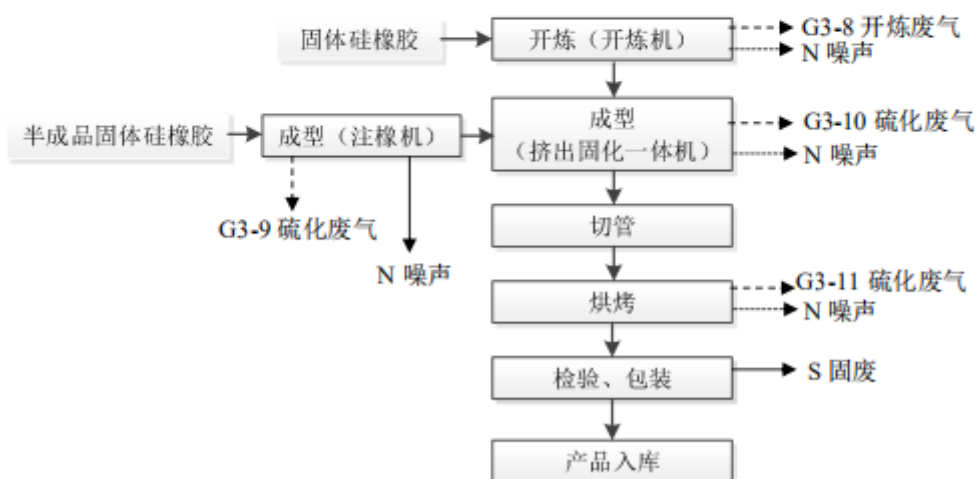 固体硅橡胶
开炼（开炼机）
G3-8 开炼废气
N 噪声
半成品固体硅橡胶
成型（注橡机）
成型
（挤出固化一体机）
G3-10 硫化废气
N 噪声
G3-9 硫化废气
N 噪声
切管
烘烤
G3-11 硫化废气
N 噪声
检验、包装
S 固废
产品入库